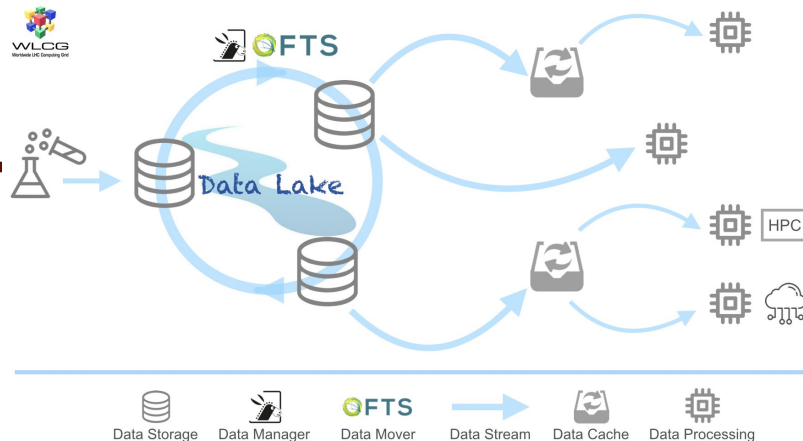 WLCG
Worldwide LHC Computing Grid
FTS
Data Lake
HPC
FTS
Data Storage
Data Manager
Data Mover
Data Stream
Data Cache
Data Processing